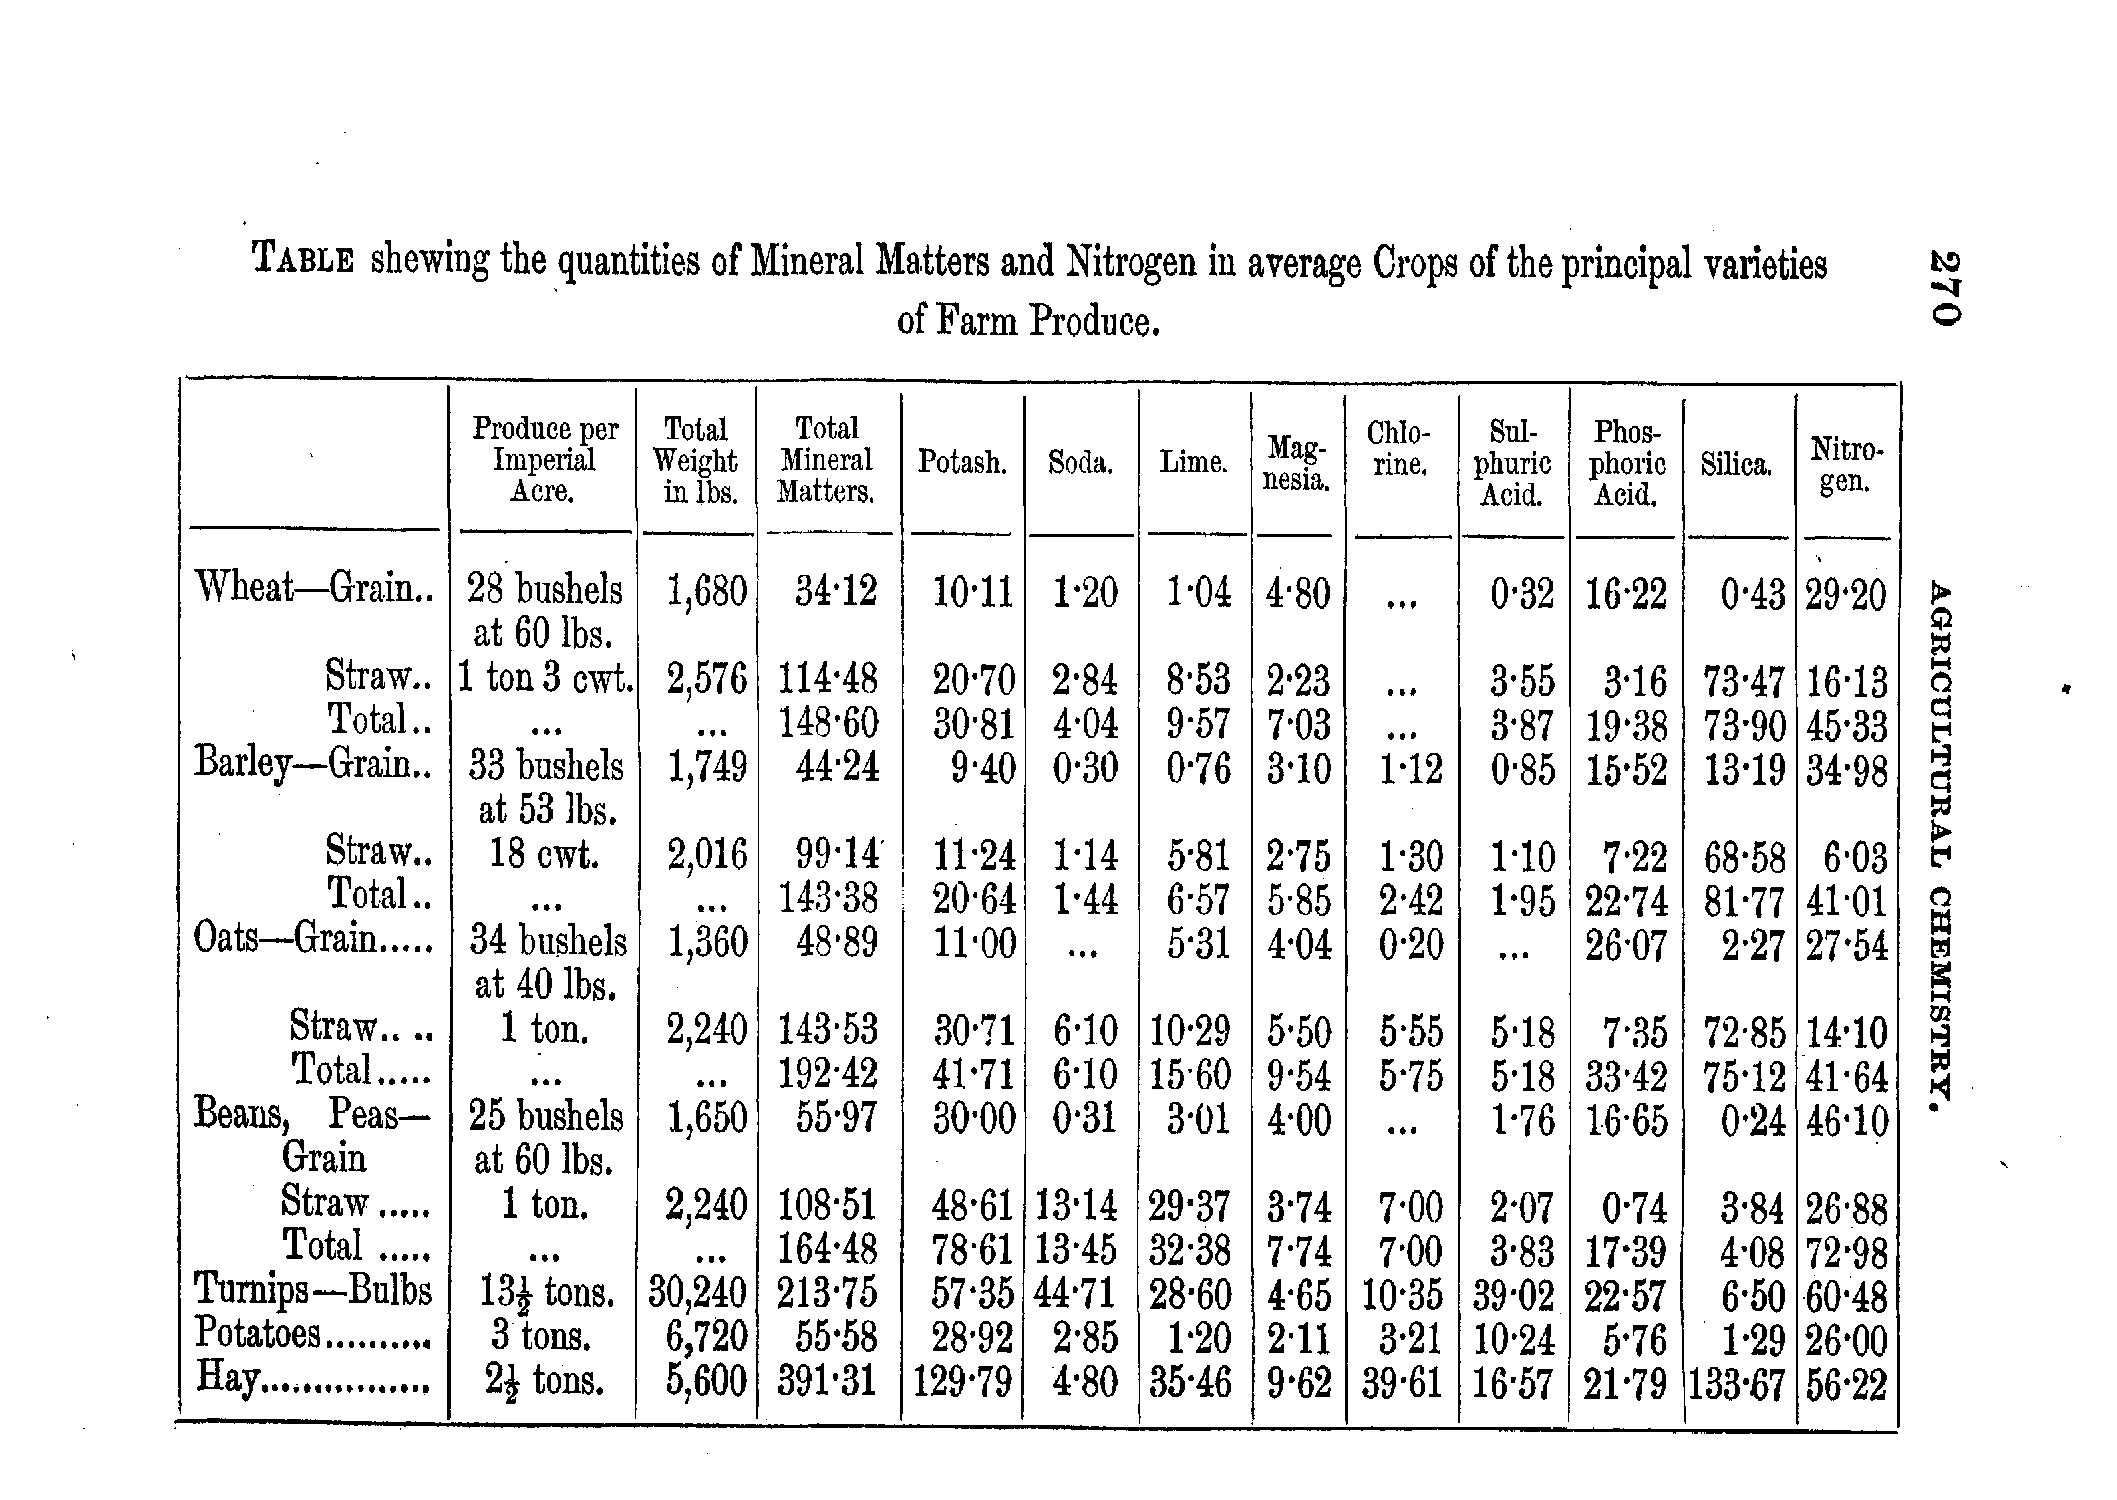 TABLE shewing the quantities of Mineral Matters and Nitrogen in average Crops of the principal varieties
of Farm Produce.
270
AGRICULTURAL CHEMISTRY.
Produce per Imperial Acre. Total Weight in lbs. Total Mineral Matters. Potash. Soda. Lime. Mag-nesia. Chlo-rine. Sul-phuric Acid. Phos-phoric Acid. Silica. Nitro-gen.
Wheat—Grain.. 28 bushels 1,680 34·12 10·11 1·20 1·04 4·80 ... 0·32 16·22 0·43 29·20
at 60 lbs.
Straw.. 1 ton 3 cwt. 2,576 114·48 20·70 2·84 8·53 2·23 ... 3·55 3·16 73·47 16·13
Total.. ... ... 148·60 30·81 4·04 9·57 7·03 ... 3·87 19·38 73·90 45·33
Barley—Grain.. 33 bushels 1,749 44·24 9·40 0·30 0·76 3·10 1·12 0·85 15·52 13·19 34·98
at 53 lbs.
Straw.. 18 cwt. 2,016 99·14 11·24 1·14 5·81 2·75 1·30 1·10 7·22 68·58 6·03
Total.. ... ... 143·38 20·64 1·44 6·57 5·85 2·42 1·95 22·74 81·77 41·01
Oats—Grain..... 34 bushels 1,360 48·89 11·00 ... 5·31 4·04 0·20 ... 26·07 2·27 27·54
at 40 lbs.
Straw.. .. 1 ton. 2,240 143·53 30·71 6·10 10·29 5·50 5·55 5·18 7·35 72·85 14·10
Total..... ... ... 192·42 41·71 6·10 15·60 9·54 5·75 5·18 33·42 75·12 41·64
Beans, Peas— 25 bushels 1,650 55·97 30·00 0·31 3·01 4·00 ... 1·76 16·65 0·24 46·10
Grain at 60 lbs.
Straw ..... 1 ton. 2,240 108·51 48·61 13·14 29·37 3·74 7·00 2·07 0·74 3·84 26·88
Total ..... ... ... 164·48 78·61 13·45 32·38 7·74 7·00 3·83 17·39 4·08 72·98
Turnips—Bulbs 13½ tons. 30,240 213·75 57·35 44·71 28·60 4·65 10·35 39·02 22·57 6·50 60·48
Potatoes.......... 3 tons. 6,720 55·58 28·92 2·85 1·20 2·11 3·21 10·24 5·76 1·29 26·00
Hay................ 2½ tons. 5,600 391·31 129·79 4·80 35·46 9·62 39·61 16·57 21·79 133·67 56·22